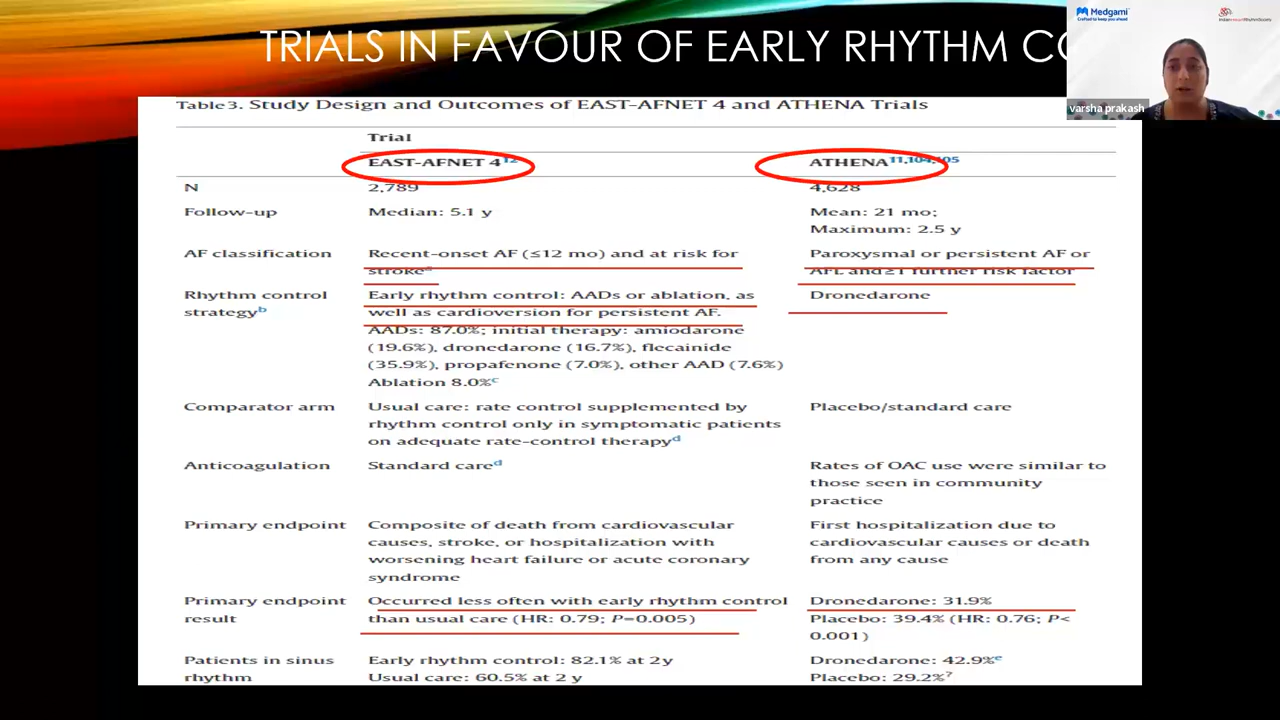 TRIALS IN FAVOUR OF EARLY RHYTHM CO
Medgami
varsha prakash
Table 3. Study Design and Outcomes of EAST-AFNET 4 and ATHENA Trials
Trial
EAST-AFNET 4¹² ATHENA¹¹,¹⁰⁴,¹⁰⁵
N 2,789 4,628
Follow-up Median: 5.1 y Mean: 21 mo;
Maximum: 2.5 y
AF classification Recent-onset AF (≤12 mo) and at risk for Paroxysmal or persistent AF or
strokeᵃ AFL and ≥1 further risk factor
Rhythm control Early rhythm control: AADs or ablation, as Dronedarone
strategyᵇ well as cardioversion for persistent AF.
AADs: 87.0%; initial therapy: amiodarone
(19.6%), dronedarone (16.7%), flecainide
(35.9%), propafenone (7.0%), other AAD (7.6%)
Ablation 8.0%ᶜ
Comparator arm Usual care: rate control supplemented by Placebo/standard care
rhythm control only in symptomatic patients
on adequate rate-control therapyᵈ
Anticoagulation Standard careᵈ Rates of OAC use were similar to
those seen in community
practice
Primary endpoint Composite of death from cardiovascular First hospitalization due to
causes, stroke, or hospitalization with cardiovascular causes or death
worsening heart failure or acute coronary from any cause
syndrome
Primary endpoint Occurred less often with early rhythm control Dronedarone: 31.9%
result than usual care (HR: 0.79; P=0.005) Placebo: 39.4% (HR: 0.76; P<
0.001)
Patients in sinus Early rhythm control: 82.1% at 2y Dronedarone: 42.9%ᵉ
rhythm Usual care: 60.5% at 2 y Placebo: 29.2%⁷